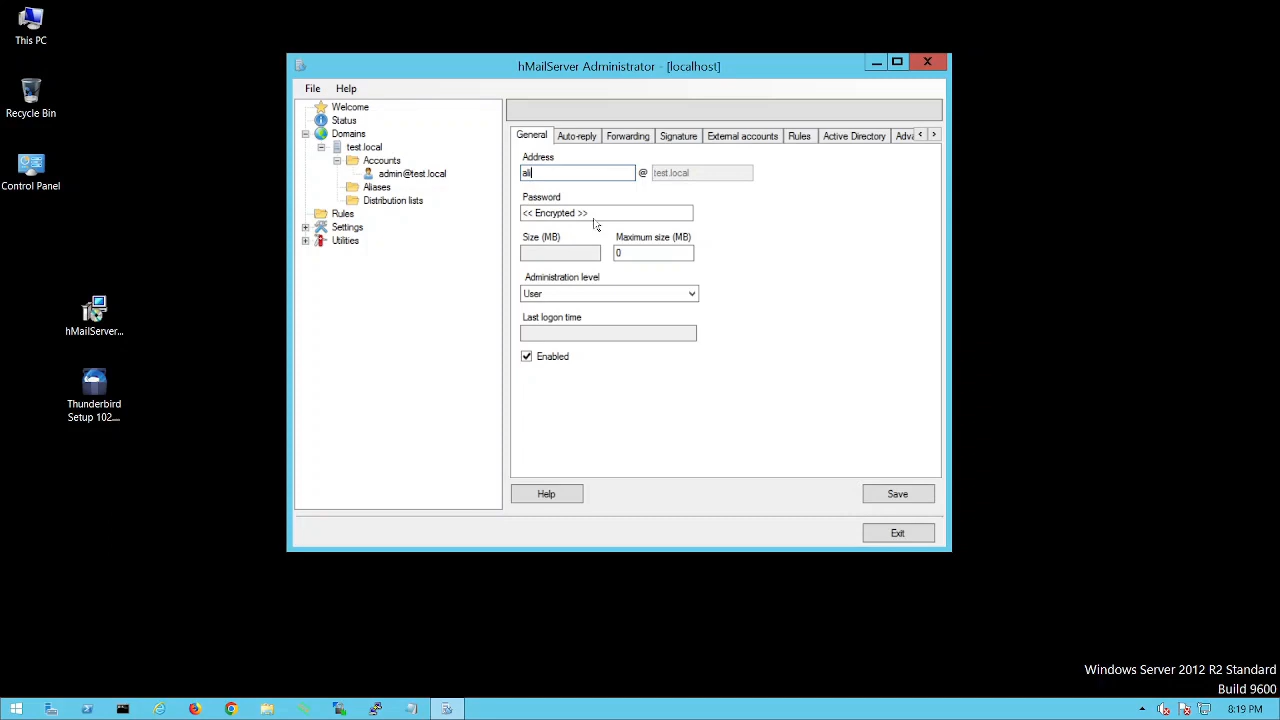 This PC
Recycle Bin
Control Panel
hMailServer...
Thunderbird
Setup 102....
hMailServer Administrator - [localhost]
File Help
Welcome
Status
Domains
test.local
Accounts
admin@test.local
Aliases
Distribution lists
Rules
Settings
Utilities
General Auto-reply Forwarding Signature External accounts Rules Active Directory Adva
Address
ali @ test.local
Password
<< Encrypted >>
Size (MB) Maximum size (MB)
0
Administration level
User
Last logon time
Enabled
Help Save
Exit
Windows Server 2012 R2 Standard
Build 9600
8:19 PM